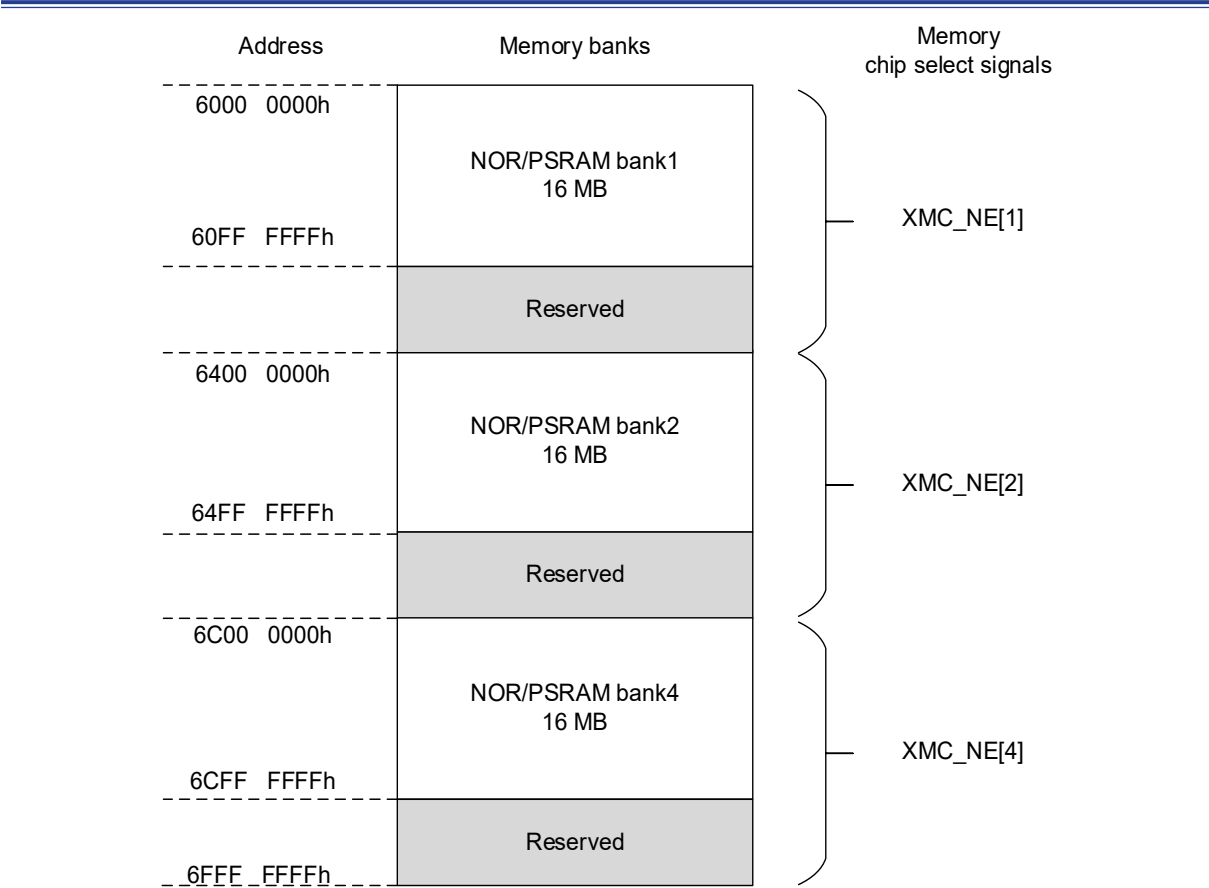 Address
Memory banks
Memory
chip select signals
6000 0000h
NOR/PSRAM bank1
16 MB
XMC_NE[1]
60FF FFFFh
Reserved
6400 0000h
NOR/PSRAM bank2
16 MB
XMC_NE[2]
64FF FFFFh
Reserved
6C00 0000h
NOR/PSRAM bank4
16 MB
XMC_NE[4]
6CFF FFFFh
Reserved
6FFF FFFFh